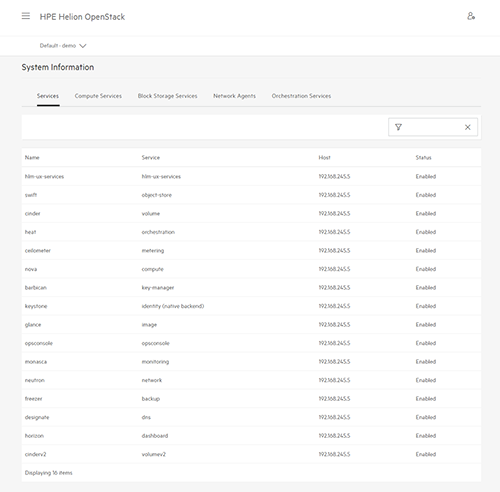 HPE Helion OpenStack
Default - demo
System Information
Services Compute Services Block Storage Services Network Agents Orchestration Services
Name Service Host Status
hlm-ux-services hlm-ux-services 192.168.245.5 Enabled
swift object-store 192.168.245.5 Enabled
cinder volume 192.168.245.5 Enabled
heat orchestration 192.168.245.5 Enabled
ceilometer metering 192.168.245.5 Enabled
nova compute 192.168.245.5 Enabled
barbican key-manager 192.168.245.5 Enabled
keystone identity (native backend) 192.168.245.5 Enabled
glance image 192.168.245.5 Enabled
opsconsole opsconsole 192.168.245.5 Enabled
monasca monitoring 192.168.245.5 Enabled
neutron network 192.168.245.5 Enabled
freezer backup 192.168.245.5 Enabled
designate dns 192.168.245.5 Enabled
horizon dashboard 192.168.245.5 Enabled
cinderv2 volumev2 192.168.245.5 Enabled
Displaying 16 items